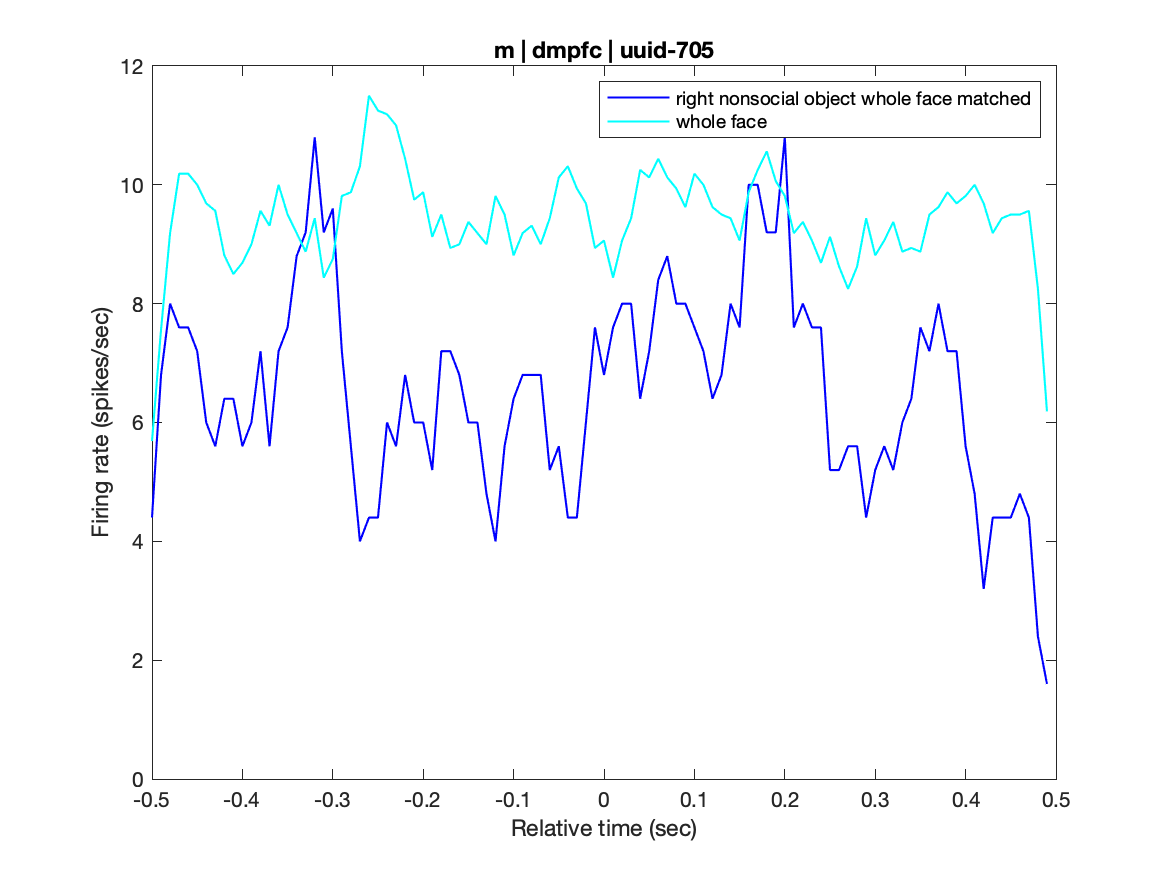 m | dmpfc | uuid-705
right nonsocial object whole face matched
whole face
Firing rate (spikes/sec)
12
10
8
6
4
2
0
-0.5 -0.4 -0.3 -0.2 -0.1 0 0.1 0.2 0.3 0.4 0.5
Relative time (sec)